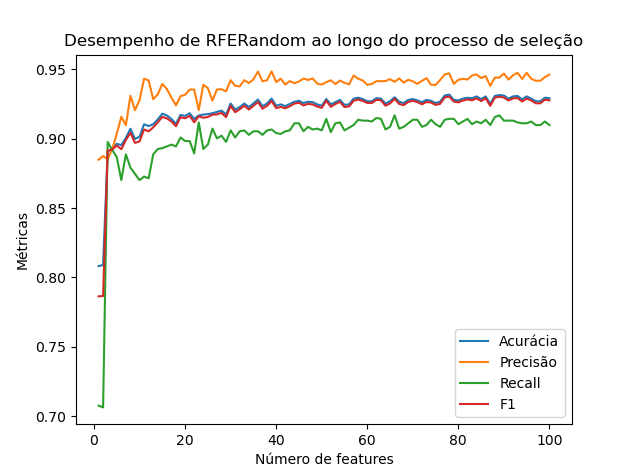 Desempenho de RFERandom ao longo do processo de seleção
Métricas
0.95
0.90
0.85
0.80
0.75
0.70
0
20
40
60
80
100
Número de features
Acurácia
Precisão
Recall
F1